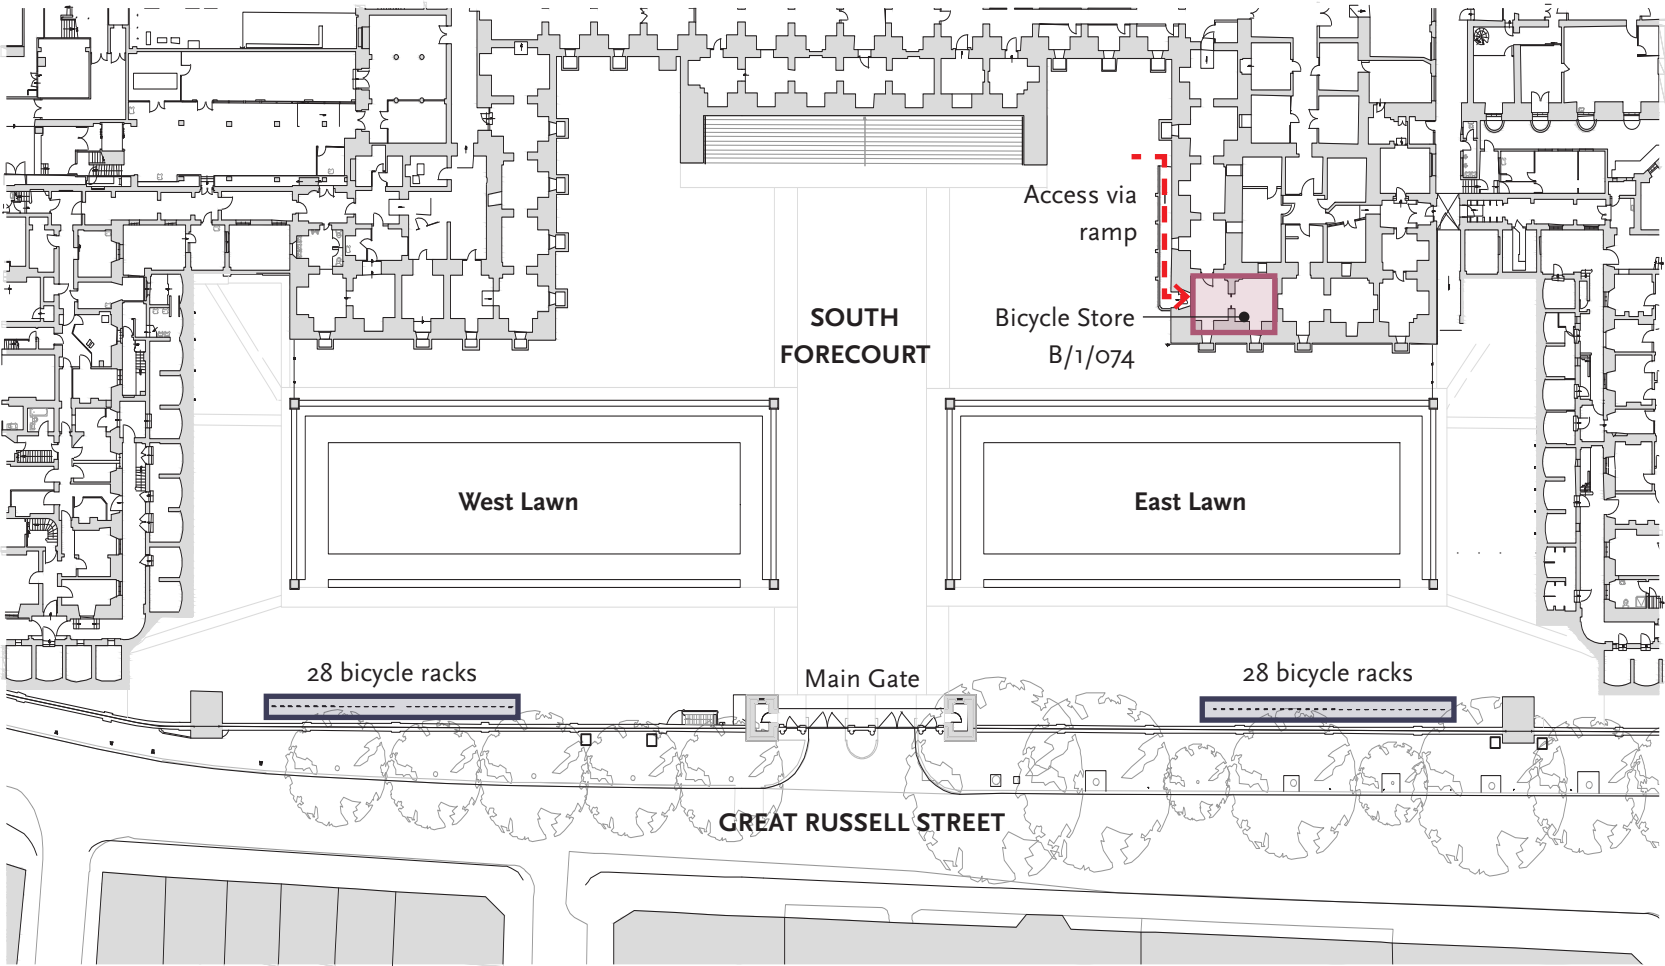 Access via
ramp
SOUTH
FORECOURT
Bicycle Store
B/1/074
West Lawn
East Lawn
28 bicycle racks
Main Gate
28 bicycle racks
GREAT RUSSELL STREET